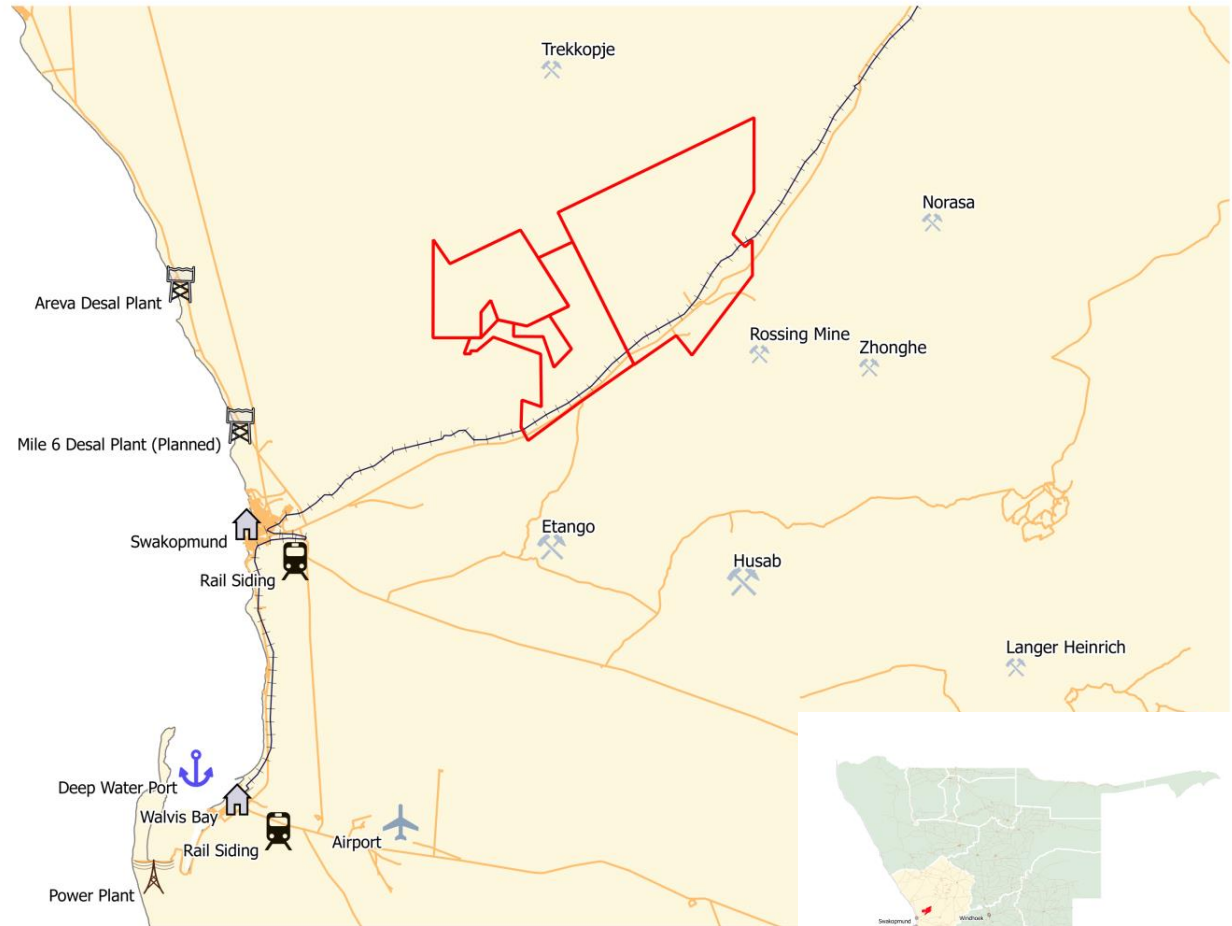 Trekkopje
Norasa
Areva Desal Plant
Rossing Mine
Zhonghe
Mile 6 Desal Plant (Planned)
Swakopmund
Etango
Husab
Rail Siding
Langer Heinrich
Deep Water Port
Walvis Bay
Rail Siding
Airport
Power Plant
Swakopmund
Windhoek